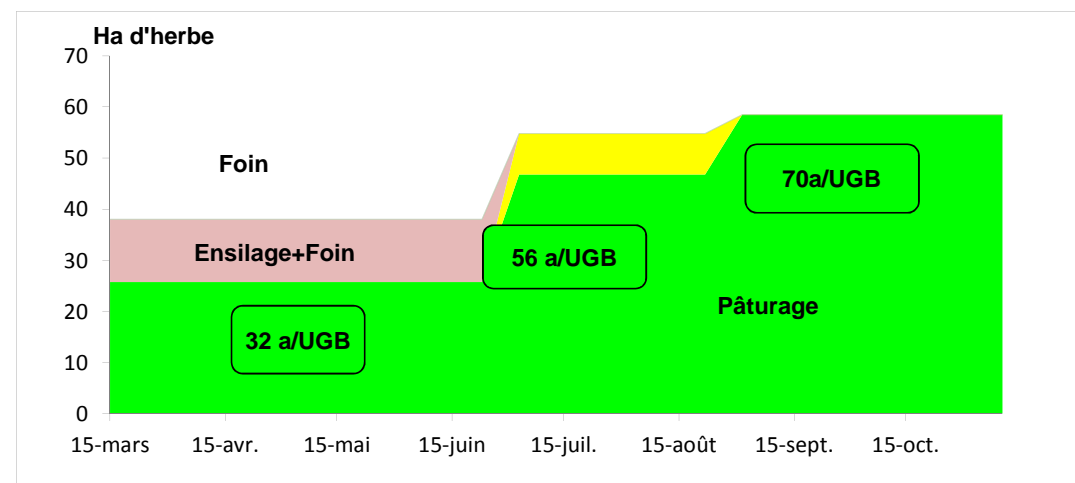 Ha d'herbe
70
60
50
40
30
20
10
0
Foin
Ensilage+Foin
32 a/UGB
56 a/UGB
70a/UGB
Pâturage
15-mars 15-avr. 15-mai 15-juin 15-juil. 15-août 15-sept. 15-oct.